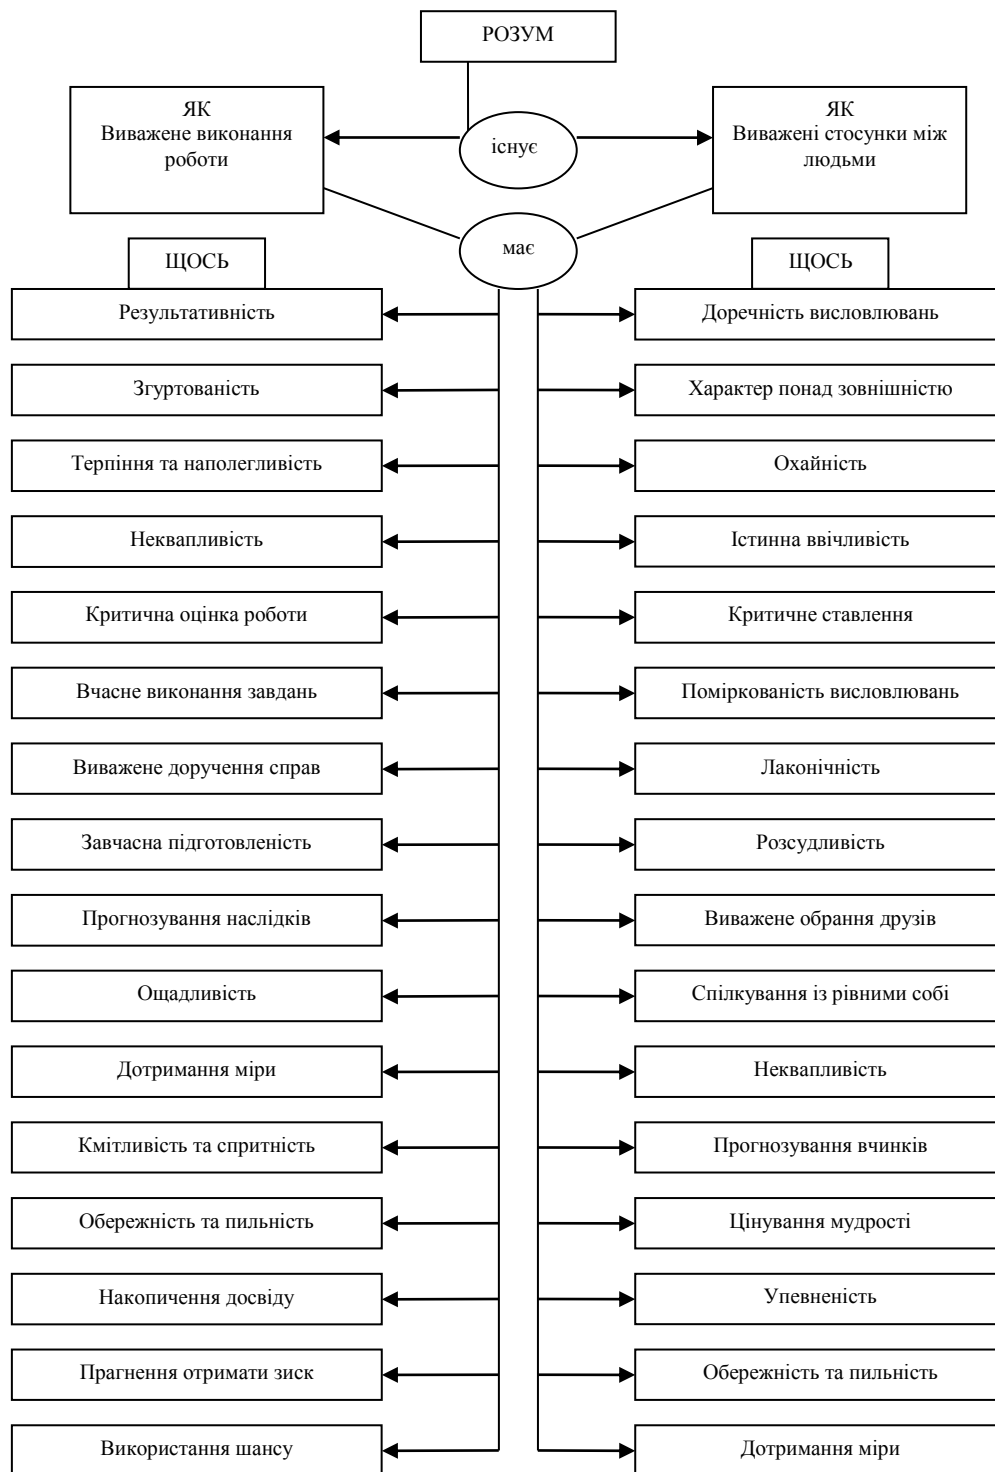 РОЗУМ
ЯК
Виважене виконання
роботи
існує
ЯК
Виважені стосунки між
людьми
має
ЩОСЬ
ЩОСЬ
Результативність
Доречність висловлювань
Згуртованість
Характер понад зовнішністю
Терпіння та наполегливість
Охайність
Неквапливість
Істинна ввічливість
Критична оцінка роботи
Критичне ставлення
Вчасне виконання завдань
Поміркованість висловлювань
Виважене доручення справ
Лаконічність
Завчасна підготовленість
Розсудливість
Прогнозування наслідків
Виважене обрання друзів
Ощадливість
Спілкування із рівними собі
Дотримання міри
Неквапливість
Кмітливість та спритність
Прогнозування вчинків
Обережність та пильність
Цінування мудрості
Накопичення досвіду
Упевненість
Прагнення отримати зиск
Обережність та пильність
Використання шансу
Дотримання міри